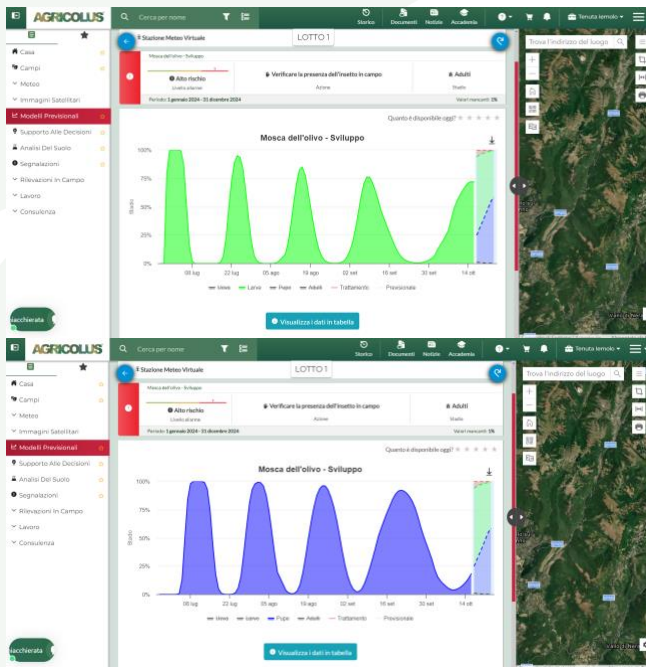 AGRICOLUS
Cerca per nome
Storico
Documenti
Notizie
Accademia
Tenuta Iemolo
Casa
Campi
Meteo
Immagini Satellitari
Modelli Previsionali
Supporto Alle Decisioni
Analisi Del Suolo
Segnalazioni
Rilevazioni In Campo
Lavoro
Consulenza
iacchierata
Stazione Meteo Virtuale
LOTTO 1
Mosca dell'olivo - Sviluppo
Alto rischio
Livello allarme
Verificare la presenza dell'insetto in campo
Azione
Adulti
Stadio
Periodo: 1 gennaio 2024 - 31 dicembre 2024
Valori mancanti: 1%
Quanto è disponibile oggi?
Mosca dell'olivo - Sviluppo
100%
75%
50%
25%
0%
Stadio
08 lug 22 lug 05 ago 19 ago 02 set 16 set 30 set 14 ott
Uova Larva Pupa Adulti Trattamento Previsionale
Visualizza i dati in tabella
Trova l'indirizzo del luogo
Vallo di Nera
AGRICOLUS
Cerca per nome
Storico
Documenti
Notizie
Accademia
Tenuta Iemolo
Casa
Campi
Meteo
Immagini Satellitari
Modelli Previsionali
Supporto Alle Decisioni
Analisi Del Suolo
Segnalazioni
Rilevazioni In Campo
Lavoro
Consulenza
iacchierata
Stazione Meteo Virtuale
LOTTO 1
Mosca dell'olivo - Sviluppo
Alto rischio
Livello allarme
Verificare la presenza dell'insetto in campo
Azione
Adulti
Stadio
Periodo: 1 gennaio 2024 - 31 dicembre 2024
Valori mancanti: 1%
Quanto è disponibile oggi?
Mosca dell'olivo - Sviluppo
100%
75%
50%
25%
0%
Stadio
08 lug 22 lug 05 ago 19 ago 02 set 16 set 30 set 14 ott
Uova Larva Pupa Adulti Trattamento Previsionale
Visualizza i dati in tabella
Trova l'indirizzo del luogo
Vallo di Nera